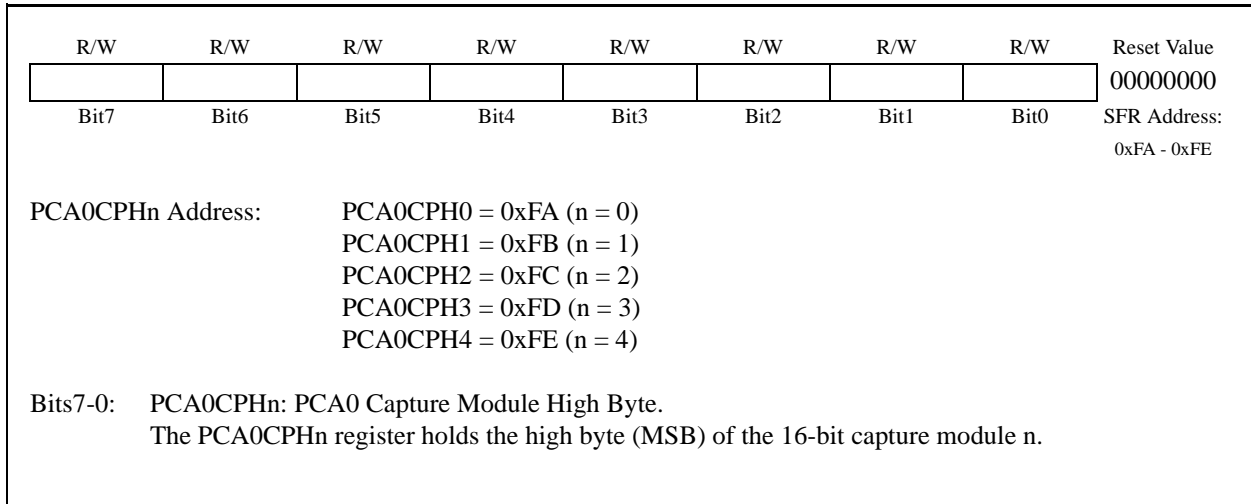 R/W R/W R/W R/W R/W R/W R/W R/W Reset Value
00000000
Bit7 Bit6 Bit5 Bit4 Bit3 Bit2 Bit1 Bit0 SFR Address:
0xFA - 0xFE
PCA0CPHn Address: PCA0CPH0 = 0xFA (n = 0)
PCA0CPH1 = 0xFB (n = 1)
PCA0CPH2 = 0xFC (n = 2)
PCA0CPH3 = 0xFD (n = 3)
PCA0CPH4 = 0xFE (n = 4)
Bits7-0: PCA0CPHn: PCA0 Capture Module High Byte.
The PCA0CPHn register holds the high byte (MSB) of the 16-bit capture module n.